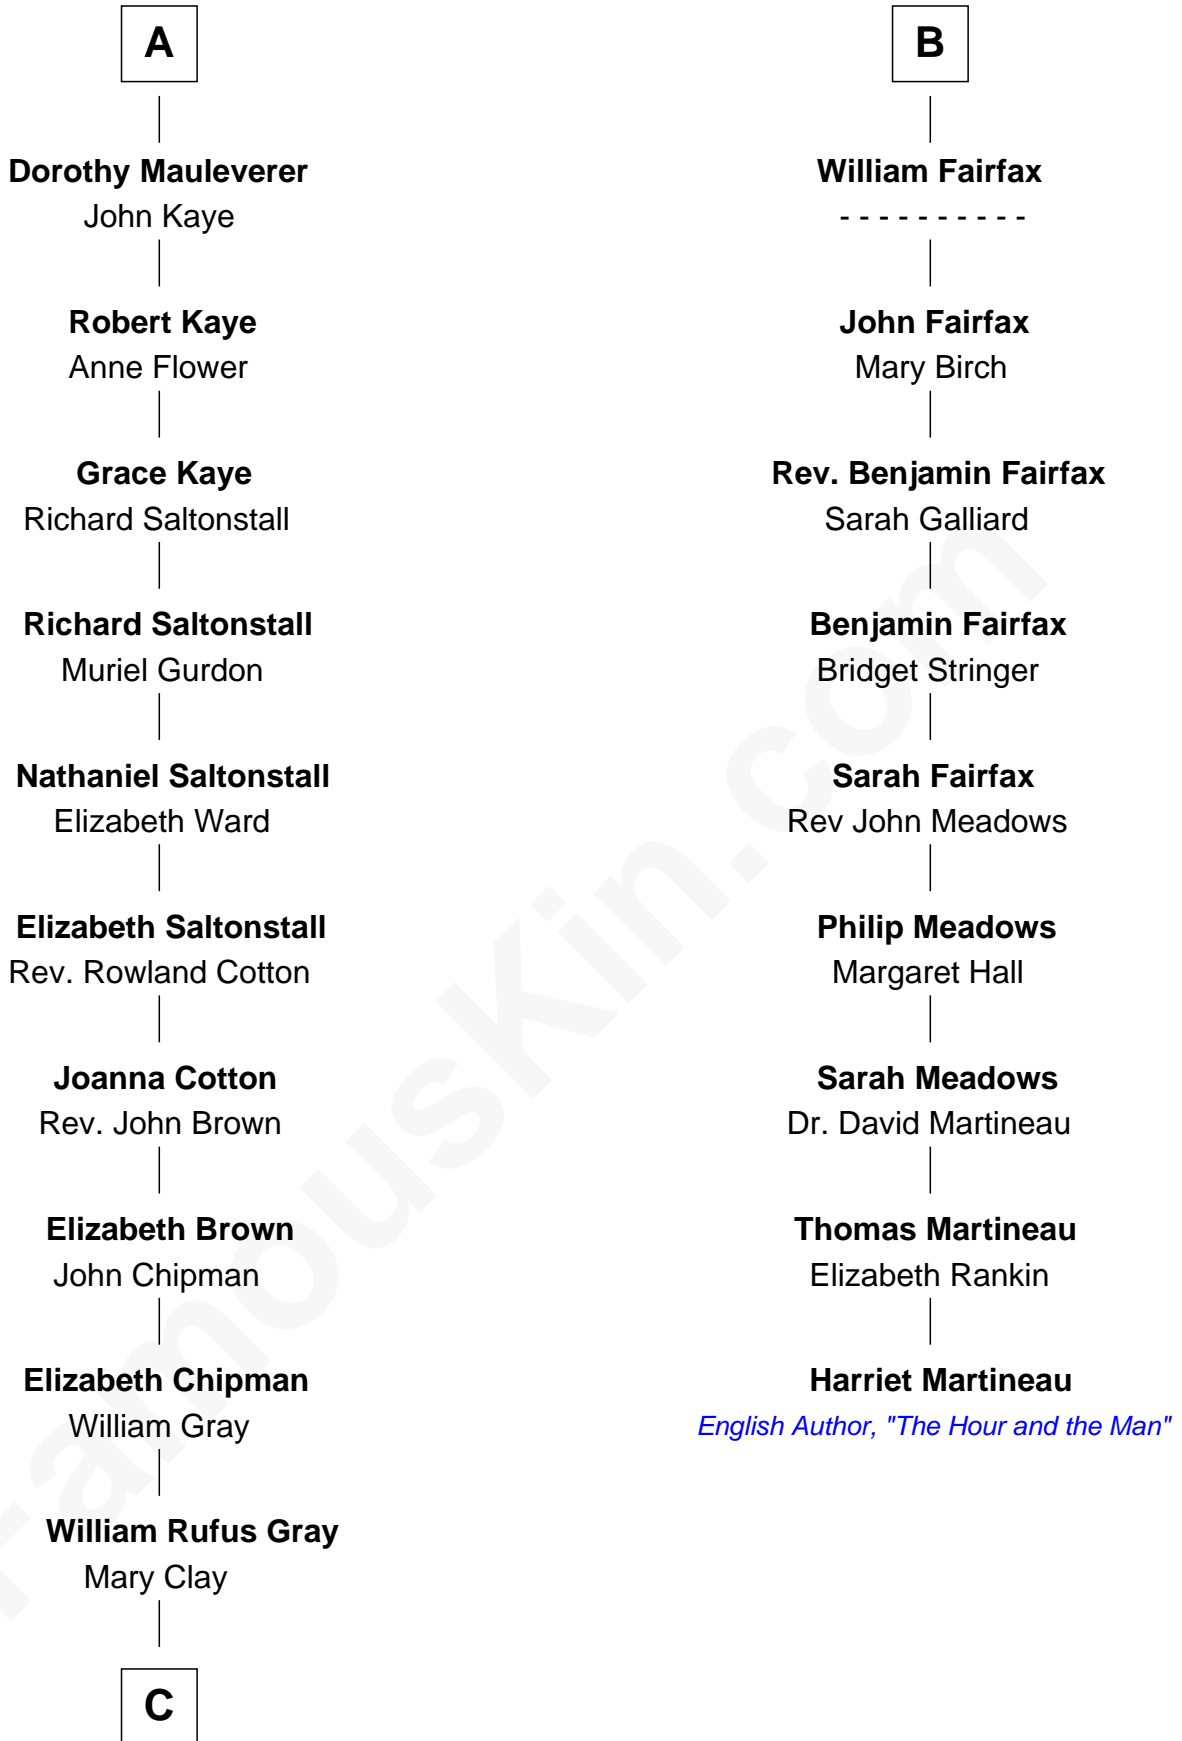 A
Dorothy Mauleverer
John Kaye
Robert Kaye
Anne Flower
Grace Kaye
Richard Saltonstall
Richard Saltonstall
Muriel Gurdon
Nathaniel Saltonstall
Elizabeth Ward
Elizabeth Saltonstall
Rev. Rowland Cotton
Joanna Cotton
Rev. John Brown
Elizabeth Brown
John Chipman
Elizabeth Chipman
William Gray
William Rufus Gray
Mary Clay
C
B
William Fairfax
- - - - - - - - - -
John Fairfax
Mary Birch
Rev. Benjamin Fairfax
Sarah Galliard
Benjamin Fairfax
Bridget Stringer
Sarah Fairfax
Rev John Meadows
Philip Meadows
Margaret Hall
Sarah Meadows
Dr. David Martineau
Thomas Martineau
Elizabeth Rankin
Harriet Martineau
English Author, "The Hour and the Man"
FamousKin.com